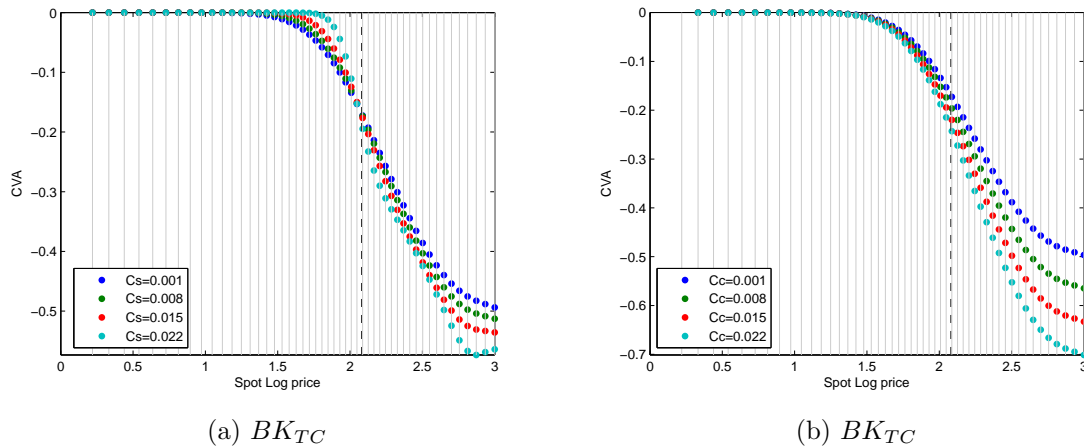 0
−0.1
−0.2
−0.3
−0.4
−0.5
CVA
0 0.5 1 1.5 2 2.5 3
Spot Log price
Cs=0.001
Cs=0.008
Cs=0.015
Cs=0.022
(a) BK_{TC}
0
−0.1
−0.2
−0.3
−0.4
−0.5
−0.6
−0.7
CVA
0 0.5 1 1.5 2 2.5 3
Spot Log price
Cc=0.001
Cc=0.008
Cc=0.015
Cc=0.022
(b) BK_{TC}